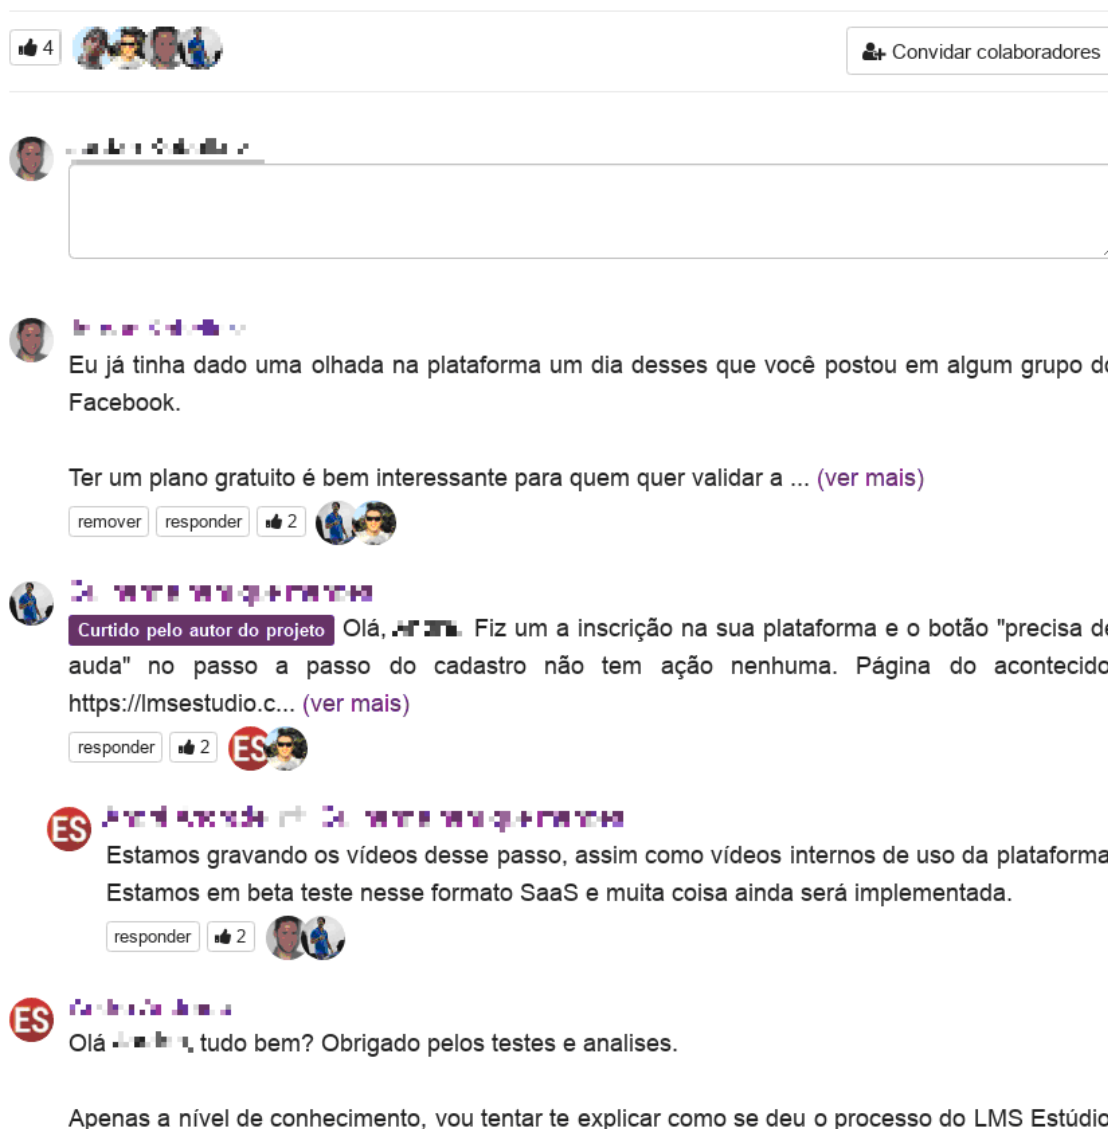 4
Convidar colaboradores
Eu já tinha dado uma olhada na plataforma um dia desses que você postou em algum grupo do
Facebook.
Ter um plano gratuito é bem interessante para quem quer validar a ... (ver mais)
remover responder 2
Curtido pelo autor do projeto Olá, Fiz um a inscrição na sua plataforma e o botão "precisa de
auda" no passo a passo do cadastro não tem ação nenhuma. Página do acontecido
https://lmsestudio.c... (ver mais)
responder 2 ES
ES
Estamos gravando os vídeos desse passo, assim como vídeos internos de uso da plataforma
Estamos em beta teste nesse formato SaaS e muita coisa ainda será implementada.
responder 2
ES
Olá , tudo bem? Obrigado pelos testes e analises.
Apenas a nível de conhecimento, vou tentar te explicar como se deu o processo do LMS Estúdio